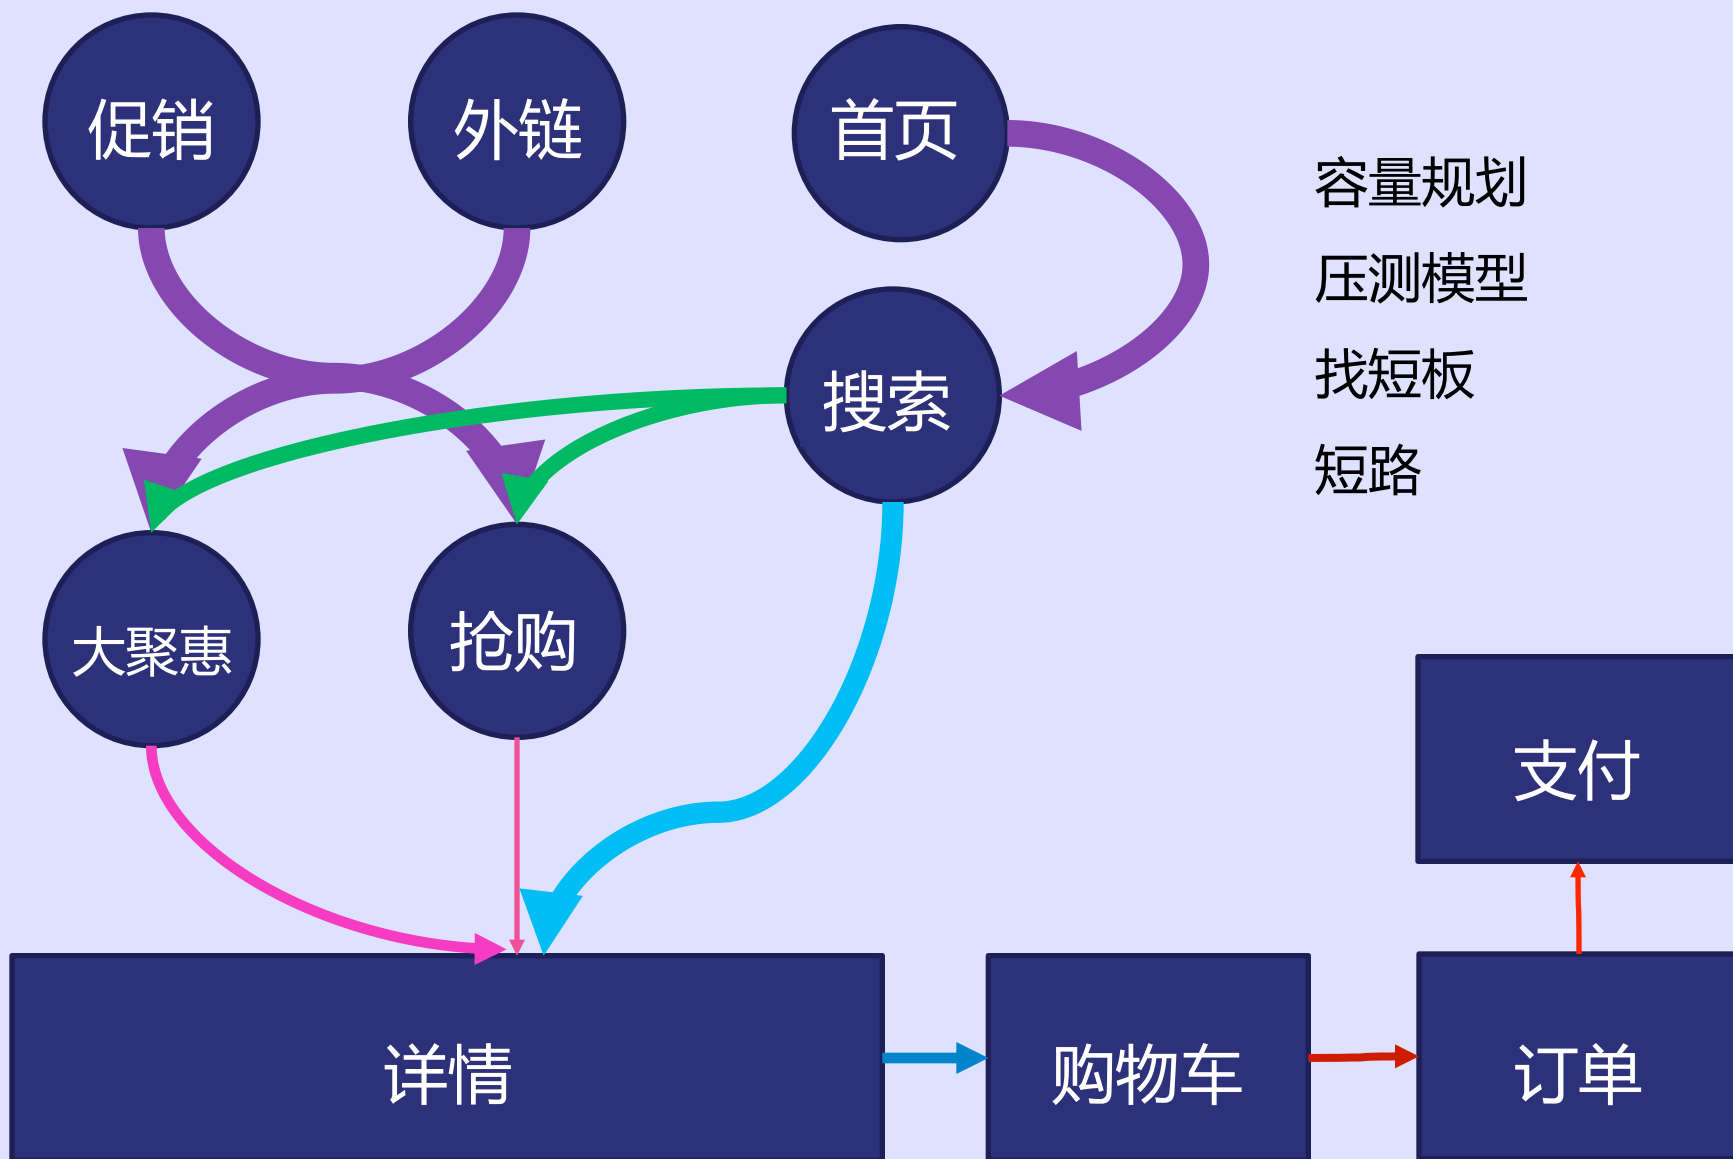 促销
外链
首页
容量规划
压测模型
搜索
找短板
短路
大聚惠
抢购
支付
详情
购物车
订单